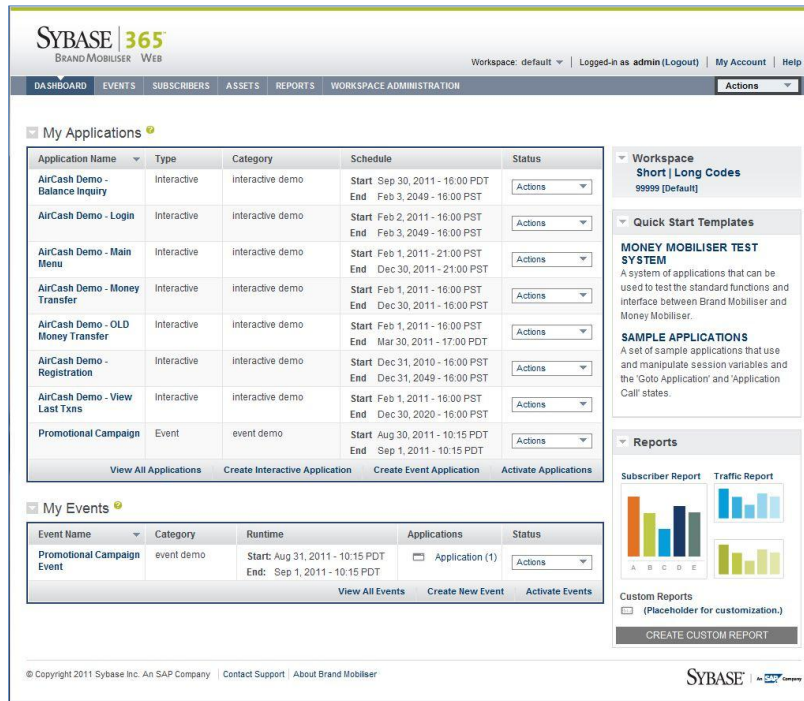 SYBASE 365
BRAND MOBILISER WEB
Workspace: default | Logged-in as admin (Logout) | My Account | Help
DASHBOARD EVENTS SUBSCRIBERS ASSETS REPORTS WORKSPACE ADMINISTRATION Actions
My Applications ?
Application Name Type Category Schedule Status
AirCash Demo - Interactive interactive demo Start Sep 30, 2011 - 16:00 PDT Actions
Balance Inquiry End Feb 3, 2049 - 16:00 PST
AirCash Demo - Login Interactive interactive demo Start Feb 2, 2011 - 16:00 PST Actions
End Feb 3, 2049 - 16:00 PST
AirCash Demo - Main Interactive interactive demo Start Feb 1, 2011 - 21:00 PST Actions
Menu End Dec 30, 2011 - 21:00 PST
AirCash Demo - Money Interactive interactive demo Start Feb 1, 2011 - 16:00 PST Actions
Transfer End Dec 30, 2011 - 16:00 PST
AirCash Demo - OLD Interactive interactive demo Start Feb 1, 2011 - 16:00 PST Actions
Money Transfer End Mar 30, 2011 - 17:00 PDT
AirCash Demo - Interactive interactive demo Start Dec 31, 2010 - 16:00 PST Actions
Registration End Dec 31, 2049 - 16:00 PST
AirCash Demo - View Interactive interactive demo Start Feb 1, 2011 - 16:00 PST Actions
Last Txns End Dec 30, 2020 - 16:00 PST
Promotional Campaign Event event demo Start Aug 30, 2011 - 10:15 PDT Actions
End Sep 1, 2011 - 10:15 PDT
View All Applications Create Interactive Application Create Event Application Activate Applications
My Events ?
Event Name Category Runtime Applications Status
Promotional Campaign event demo Start: Aug 31, 2011 - 10:15 PDT Application (1) Actions
Event End: Sep 1, 2011 - 10:15 PDT
View All Events Create New Event Activate Events
Workspace
Short | Long Codes
99999 [Default]
Quick Start Templates
MONEY MOBILISER TEST
SYSTEM
A system of applications that can be
used to test the standard functions and
interface between Brand Mobiliser and
Money Mobiliser.
SAMPLE APPLICATIONS
A set of sample applications that use
and manipulate session variables and
the 'Goto Application' and 'Application
Call' states.
Reports
Subscriber Report Traffic Report
A B C D E
Custom Reports
(Placeholder for customization.)
CREATE CUSTOM REPORT
© Copyright 2011 Sybase Inc. An SAP Company | Contact Support | About Brand Mobiliser
SYBASE | An SAP Company